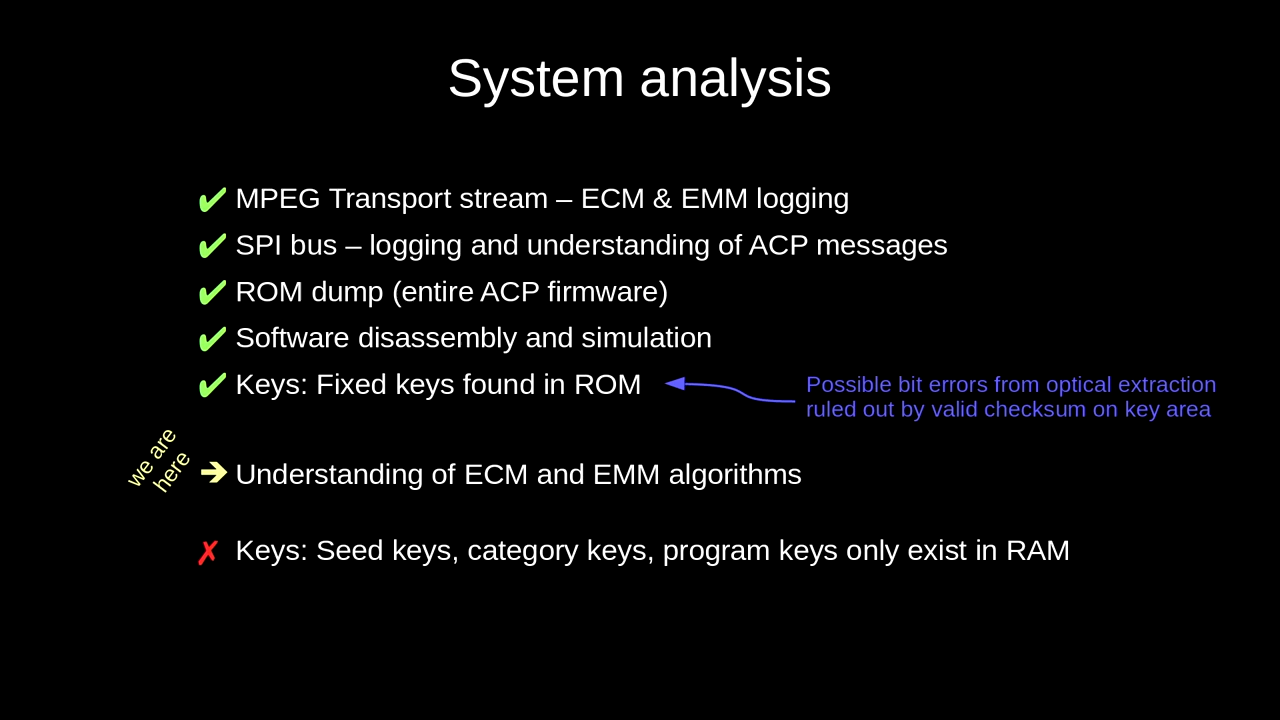 System analysis
✔ MPEG Transport stream – ECM & EMM logging
✔ SPI bus – logging and understanding of ACP messages
✔ ROM dump (entire ACP firmware)
✔ Software disassembly and simulation
✔ Keys: Fixed keys found in ROM
Possible bit errors from optical extraction
ruled out by valid checksum on key area
we are
here
➔ Understanding of ECM and EMM algorithms
✗ Keys: Seed keys, category keys, program keys only exist in RAM